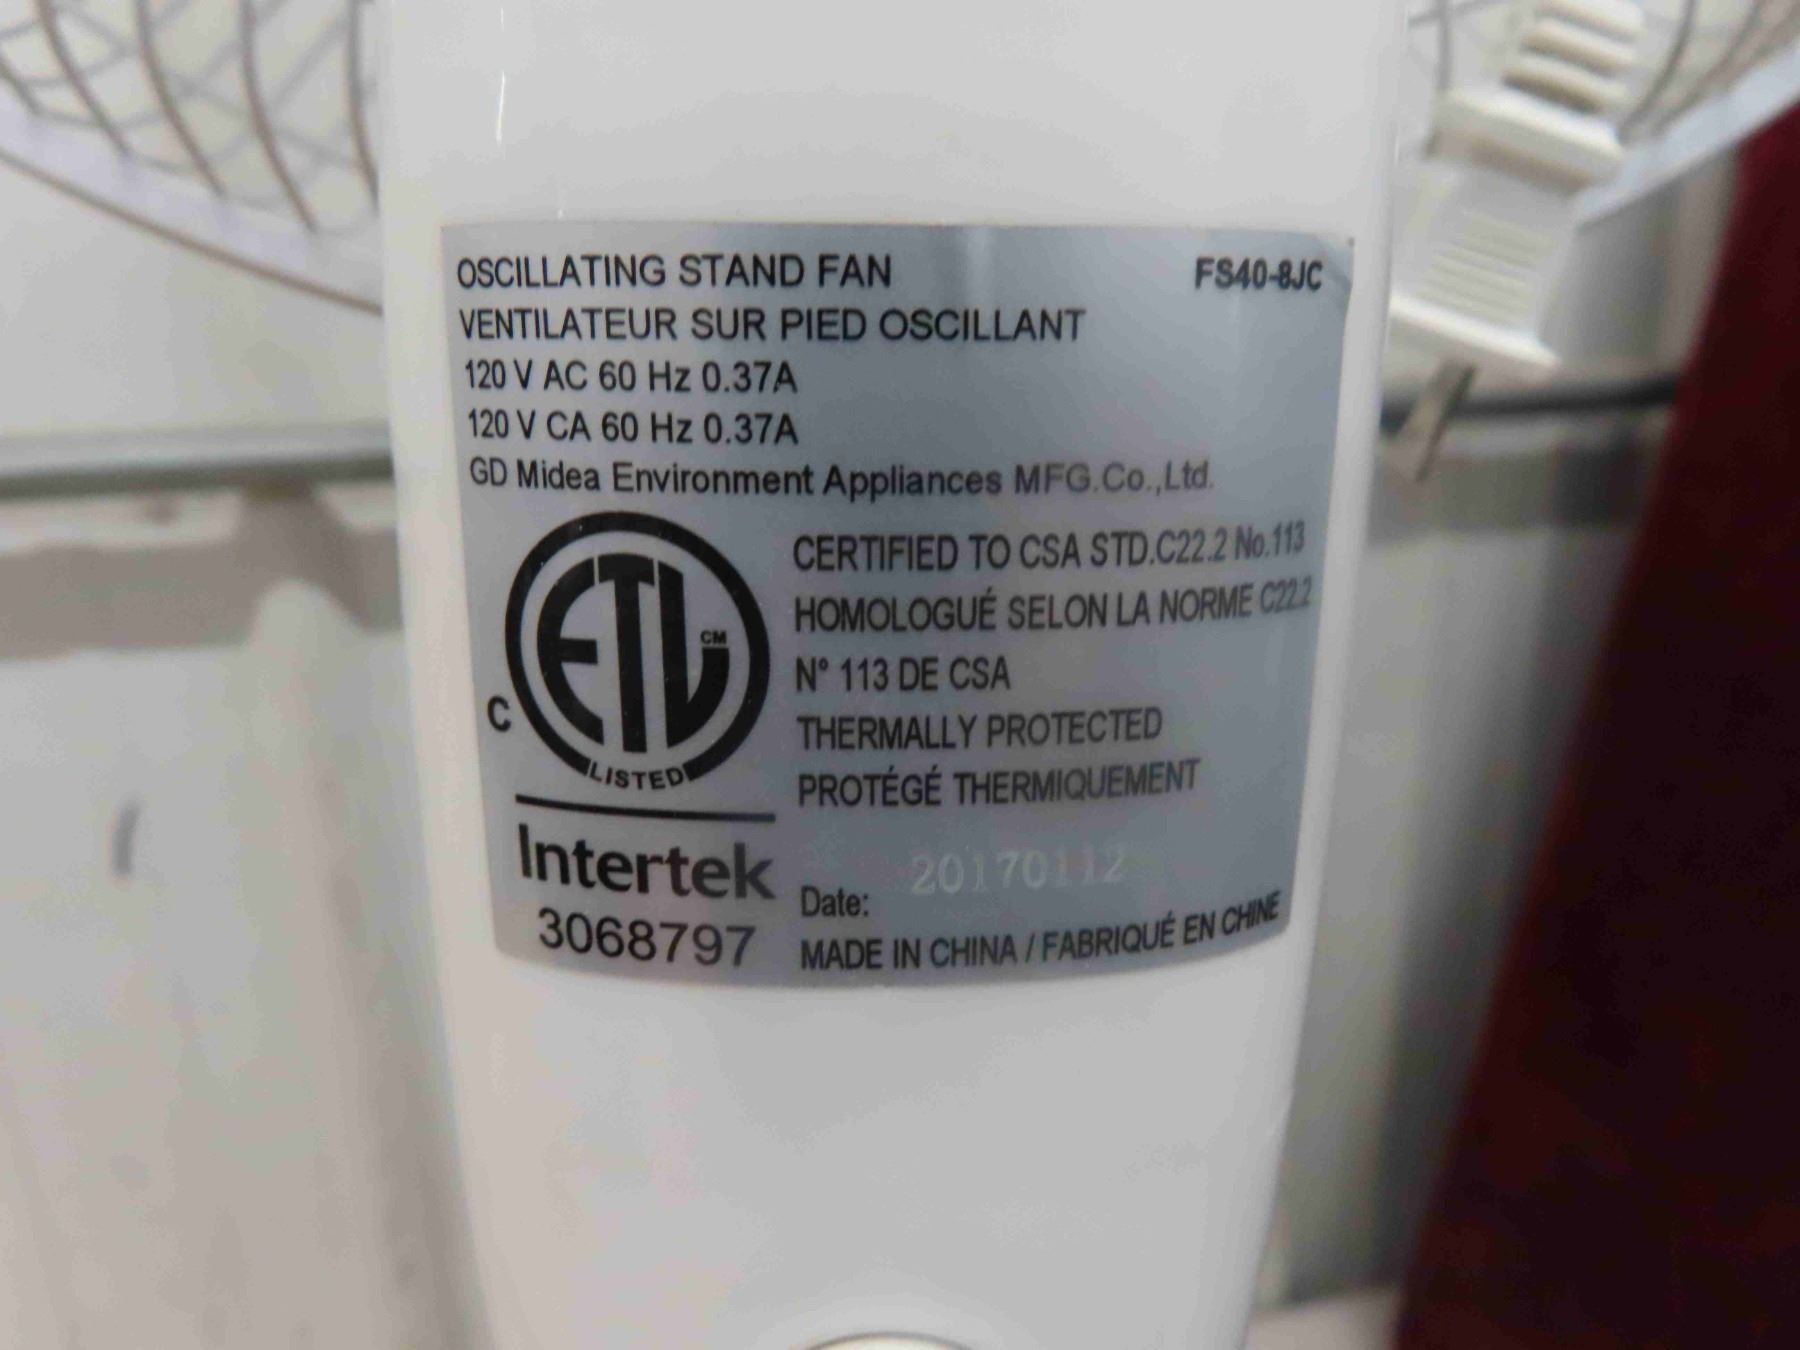 OSCILLATING STAND FAN FS40-8JC
VENTILATEUR SUR PIED OSCILLANT
120 V AC 60 Hz 0.37A
120 V CA 60 Hz 0.37A
GD Midea Environment Appliances MFG.Co.,Ltd.
ETL CM
C
LISTED
Intertek
3068797
CERTIFIED TO CSA STD.C22.2 No.113
HOMOLOGUÉ SELON LA NORME C22.2
N° 113 DE CSA
THERMALLY PROTECTED
PROTÉGÉ THERMIQUEMENT
Date: 20170112
MADE IN CHINA / FABRIQUÉ EN CHINE